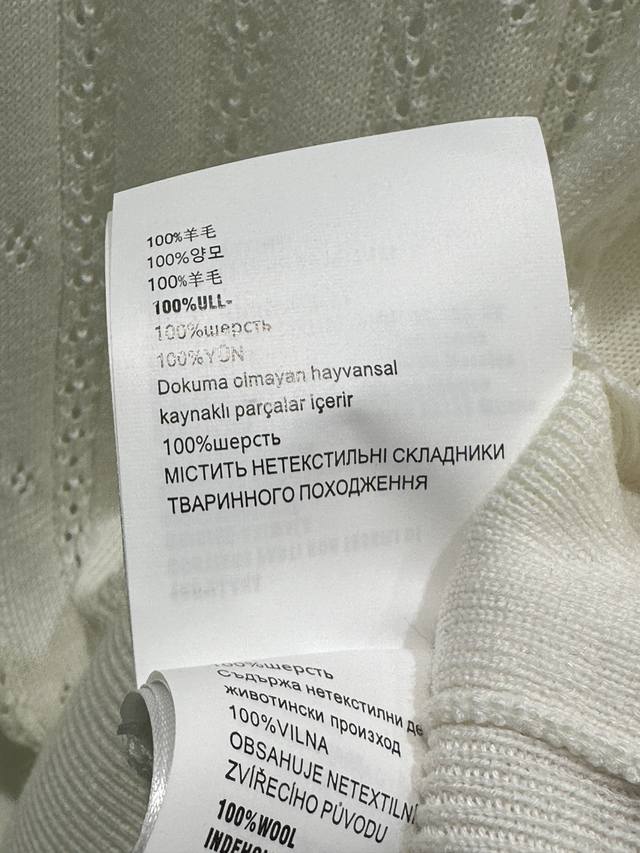 100%羊毛
100%양모
100%羊毛
100%ULL-
100%шерсть
100%YÜN
Dokuma olmayan hayvansal
kaynaklı parçalar içerir
100%шерсть
МІСТИТЬ НЕТЕКСТИЛЬНІ СКЛАДНИКИ
ТВАРИННОГО ПОХОДЖЕННЯ
100%шерсть
Съдържа нетекстилни де
животински произход
100%VILNA
OBSAHUJE NETEXTILNÍ
ZVÍŘECÍHO PŮVODU
100%WOOL